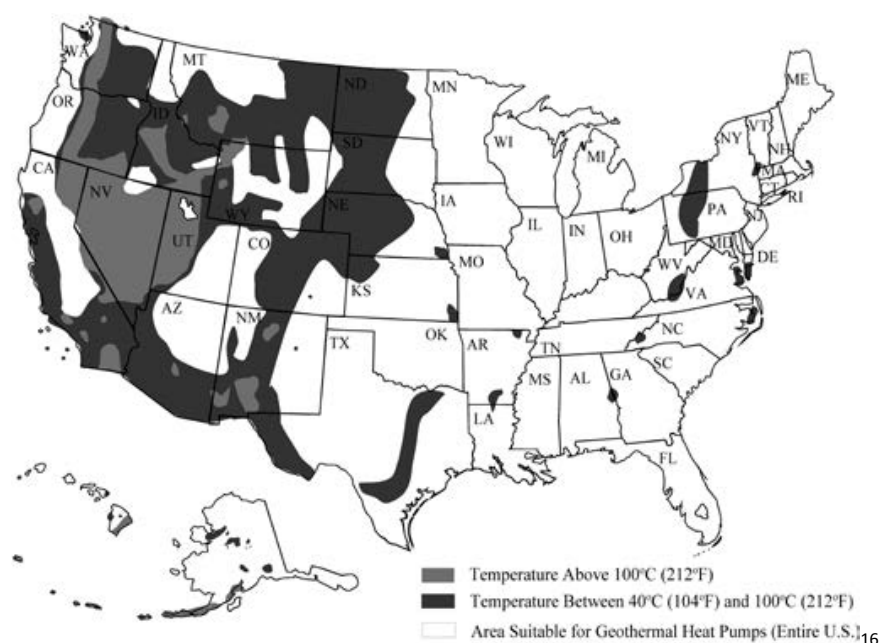 WA
MT
ND
MN
ME
OR
ID
SD
WI
MI
NY
VT
NH
MA
CT
RI
CA
NV
WY
NE
IA
PA
NJ
UT
CO
IL
IN
OH
MD
DE
KS
MO
WV
VA
AZ
NM
OK
TX
AR
TN
NC
SC
MS
AL
GA
LA
FL
Temperature Above 100°C (212°F)
Temperature Between 40°C (104°F) and 100°C (212°F)
Area Suitable for Geothermal Heat Pumps (Entire U.S.)16